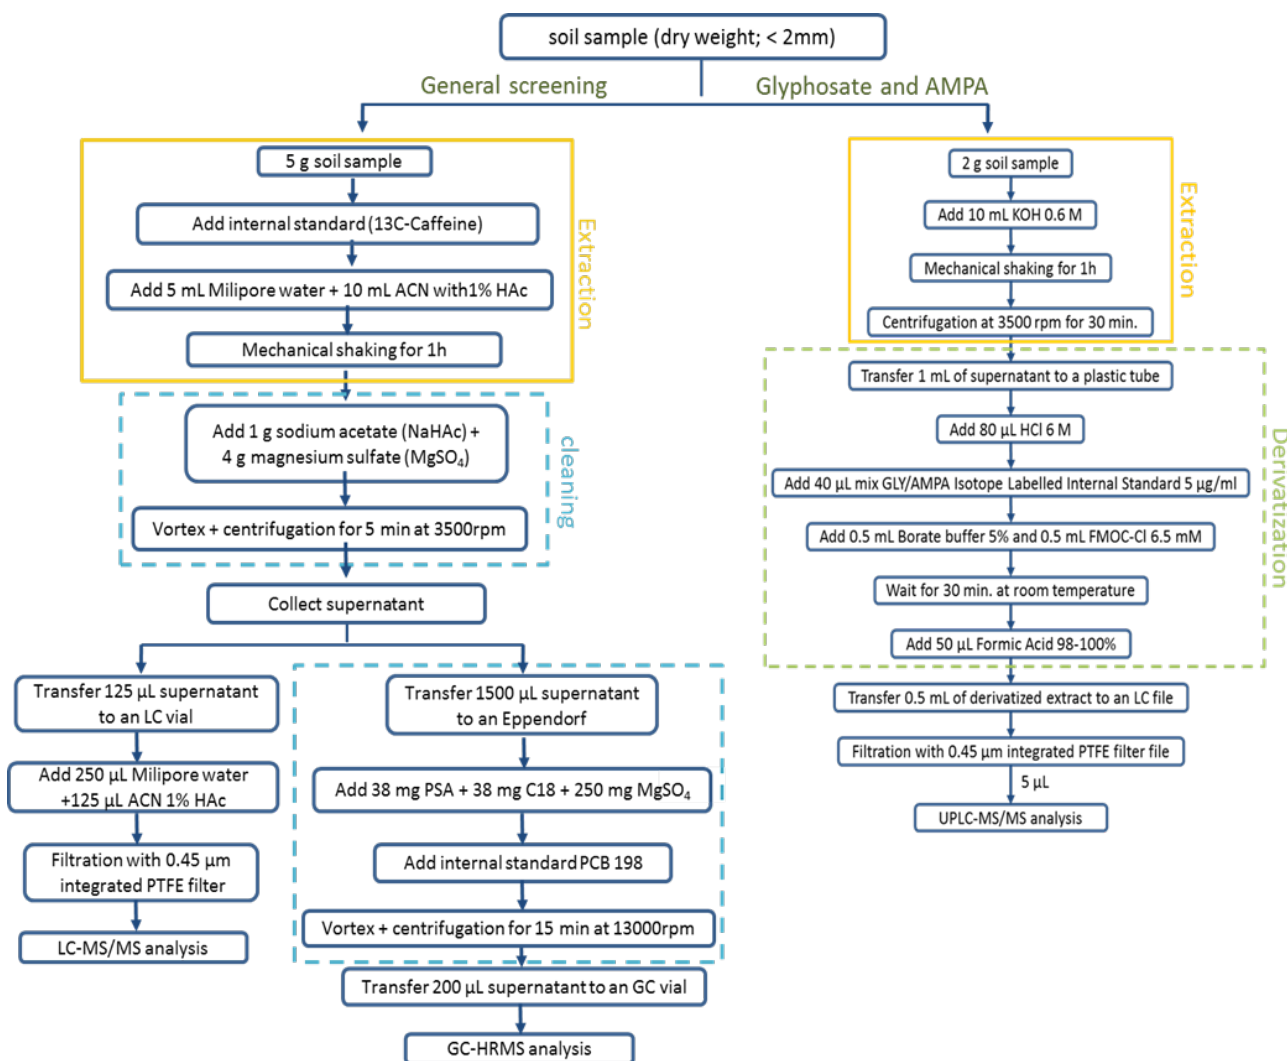 soil sample (dry weight; < 2mm)
General screening
Glyphosate and AMPA
Extraction
5 g soil sample
Add internal standard (13C-Caffeine)
Add 5 mL Milipore water + 10 mL ACN with1% HAc
Mechanical shaking for 1h
cleaning
Add 1 g sodium acetate (NaHAc) +
4 g magnesium sulfate (MgSO₄)
Vortex + centrifugation for 5 min at 3500rpm
Collect supernatant
Transfer 125 µL supernatant
to an LC vial
Add 250 µL Milipore water
+125 µL ACN 1% HAc
Filtration with 0.45 µm
integrated PTFE filter
LC-MS/MS analysis
Transfer 1500 µL supernatant
to an Eppendorf
Add 38 mg PSA + 38 mg C18 + 250 mg MgSO₄
Add internal standard PCB 198
Vortex + centrifugation for 15 min at 13000rpm
Transfer 200 µL supernatant to an GC vial
GC-HRMS analysis
Extraction
2 g soil sample
Add 10 mL KOH 0.6 M
Mechanical shaking for 1h
Centrifugation at 3500 rpm for 30 min.
Derivatization
Transfer 1 mL of supernatant to a plastic tube
Add 80 µL HCl 6 M
Add 40 µL mix GLY/AMPA Isotope Labelled Internal Standard 5 µg/ml
Add 0.5 mL Borate buffer 5% and 0.5 mL FMOC-Cl 6.5 mM
Wait for 30 min. at room temperature
Add 50 µL Formic Acid 98-100%
Transfer 0.5 mL of derivatized extract to an LC file
Filtration with 0.45 µm integrated PTFE filter file
5 µL
UPLC-MS/MS analysis